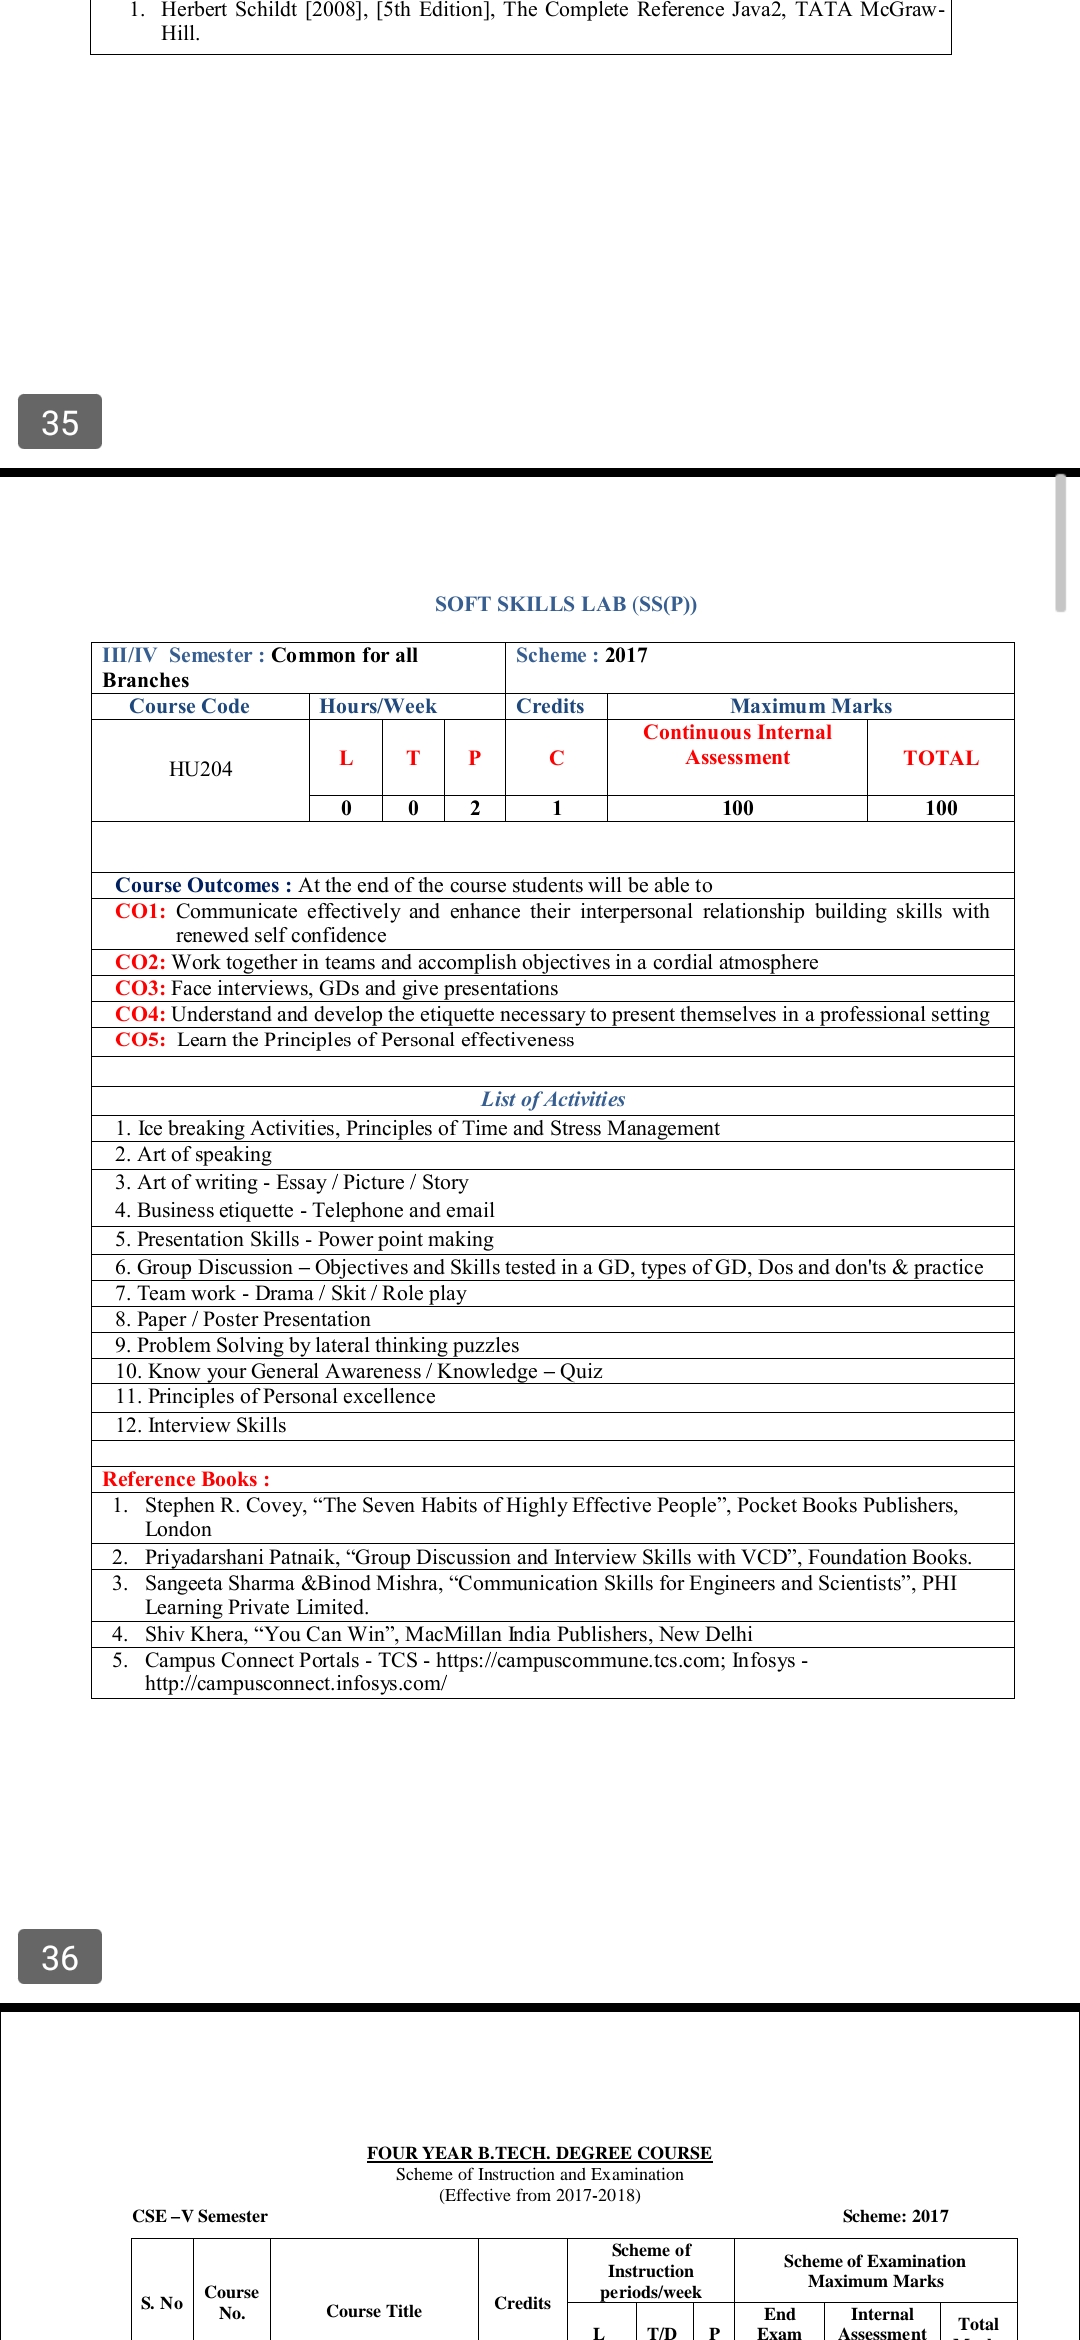 1. Herbert Schildt [2008], [5th Edition], The Complete Reference Java2, TATA McGraw-
Hill.
35
SOFT SKILLS LAB (SS(P))
III/IV Semester : Common for all
Branches
Scheme : 2017
Course Code Hours/Week Credits Maximum Marks
HU204
L T P C
Continuous Internal
Assessment
TOTAL
0 0 2 1 100 100
Course Outcomes : At the end of the course students will be able to
CO1: Communicate effectively and enhance their interpersonal relationship building skills with
renewed self confidence
CO2: Work together in teams and accomplish objectives in a cordial atmosphere
CO3: Face interviews, GDs and give presentations
CO4: Understand and develop the etiquette necessary to present themselves in a professional setting
CO5: Learn the Principles of Personal effectiveness
List of Activities
1. Ice breaking Activities, Principles of Time and Stress Management
2. Art of speaking
3. Art of writing - Essay / Picture / Story
4. Business etiquette - Telephone and email
5. Presentation Skills - Power point making
6. Group Discussion – Objectives and Skills tested in a GD, types of GD, Dos and don'ts & practice
7. Team work - Drama / Skit / Role play
8. Paper / Poster Presentation
9. Problem Solving by lateral thinking puzzles
10. Know your General Awareness / Knowledge – Quiz
11. Principles of Personal excellence
12. Interview Skills
Reference Books :
1. Stephen R. Covey, “The Seven Habits of Highly Effective People”, Pocket Books Publishers,
London
2. Priyadarshani Patnaik, “Group Discussion and Interview Skills with VCD”, Foundation Books.
3. Sangeeta Sharma &Binod Mishra, “Communication Skills for Engineers and Scientists”, PHI
Learning Private Limited.
4. Shiv Khera, “You Can Win”, MacMillan India Publishers, New Delhi
5. Campus Connect Portals - TCS - https://campuscommune.tcs.com; Infosys -
http://campusconnect.infosys.com/
36
FOUR YEAR B.TECH. DEGREE COURSE
Scheme of Instruction and Examination
(Effective from 2017-2018)
CSE –V Semester Scheme: 2017
S. No
Course
No.
Course Title
Credits
Scheme of
Instruction
periods/week
Scheme of Examination
Maximum Marks
L T/D P
End
Exam
Internal
Assessment
Total